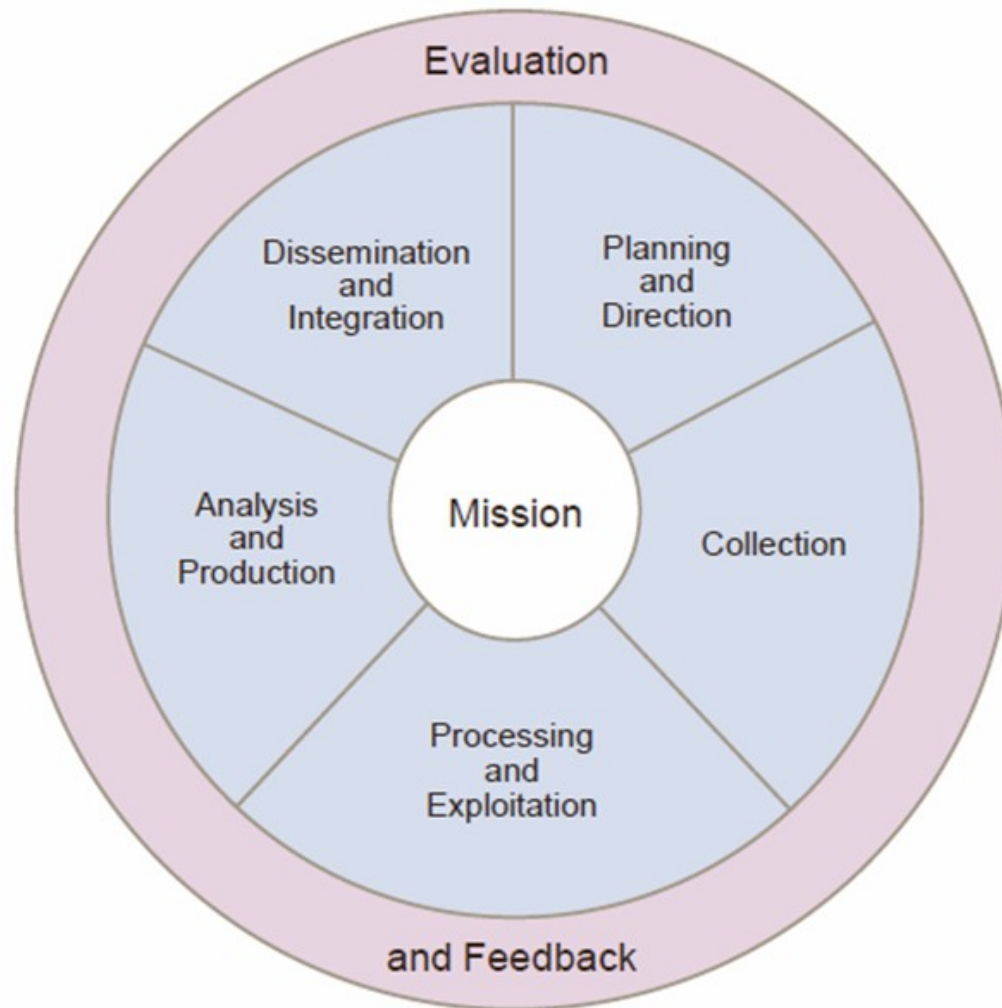 Evaluation
Dissemination
and
Integration
Planning
and
Direction
Analysis
and
Production
Mission
Collection
Processing
and
Exploitation
and Feedback